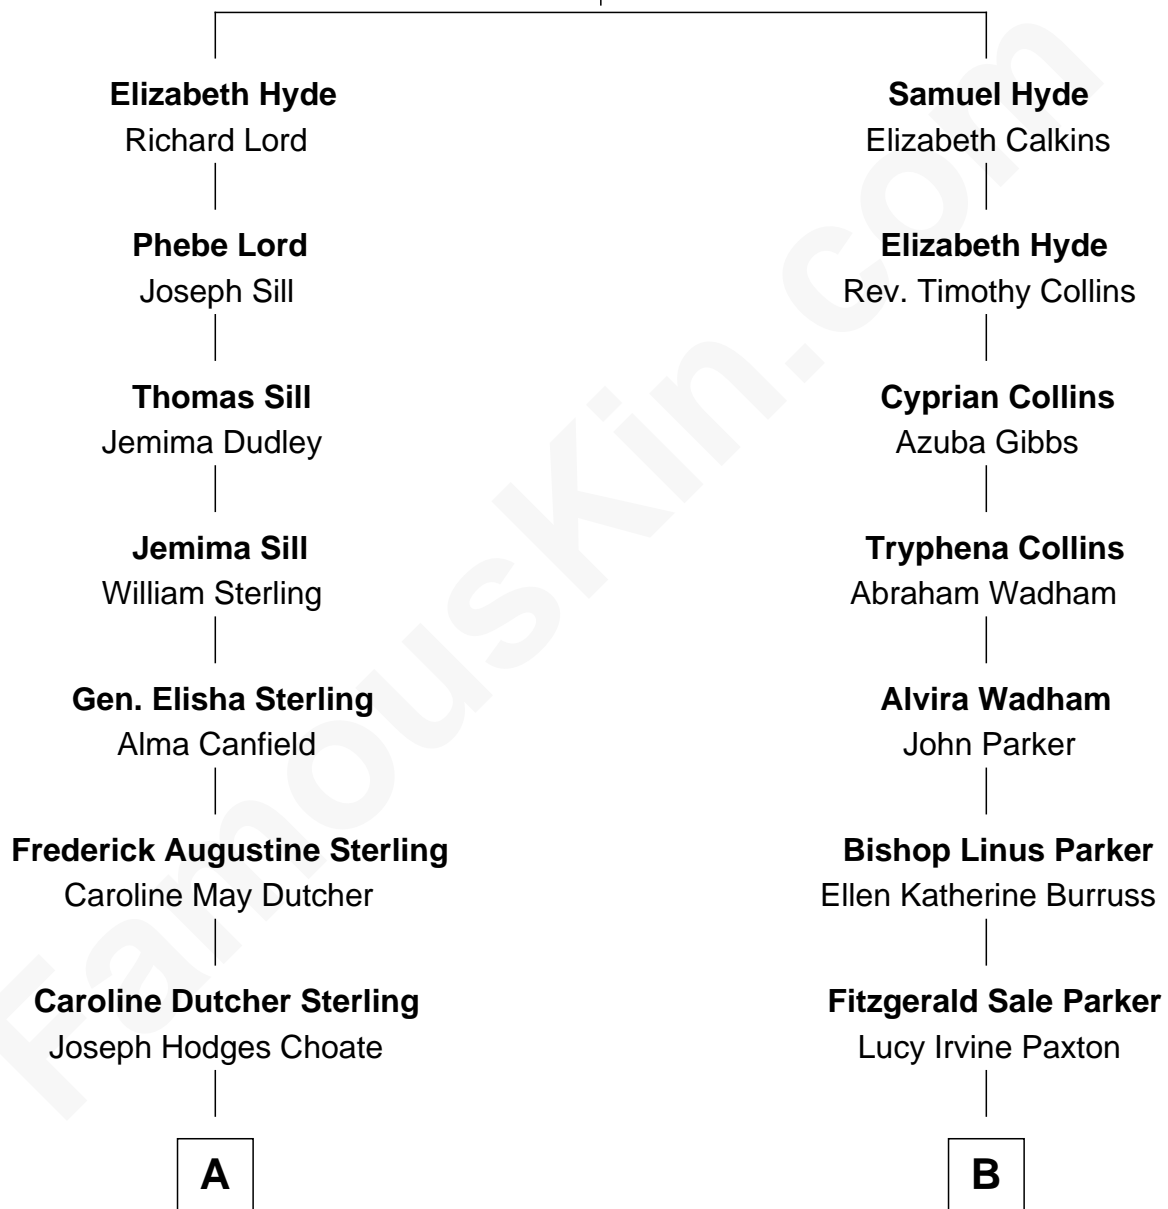 Elizabeth Hyde
Richard Lord
Phebe Lord
Joseph Sill
Thomas Sill
Jemima Dudley
Jemima Sill
William Sterling
Gen. Elisha Sterling
Alma Canfield
Frederick Augustine Sterling
Caroline May Dutcher
Caroline Dutcher Sterling
Joseph Hodges Choate
A
Samuel Hyde
Elizabeth Calkins
Elizabeth Hyde
Rev. Timothy Collins
Cyprian Collins
Azuba Gibbs
Tryphena Collins
Abraham Wadham
Alvira Wadham
John Parker
Bishop Linus Parker
Ellen Katherine Burruss
Fitzgerald Sale Parker
Lucy Irvine Paxton
B
FamousKin.com